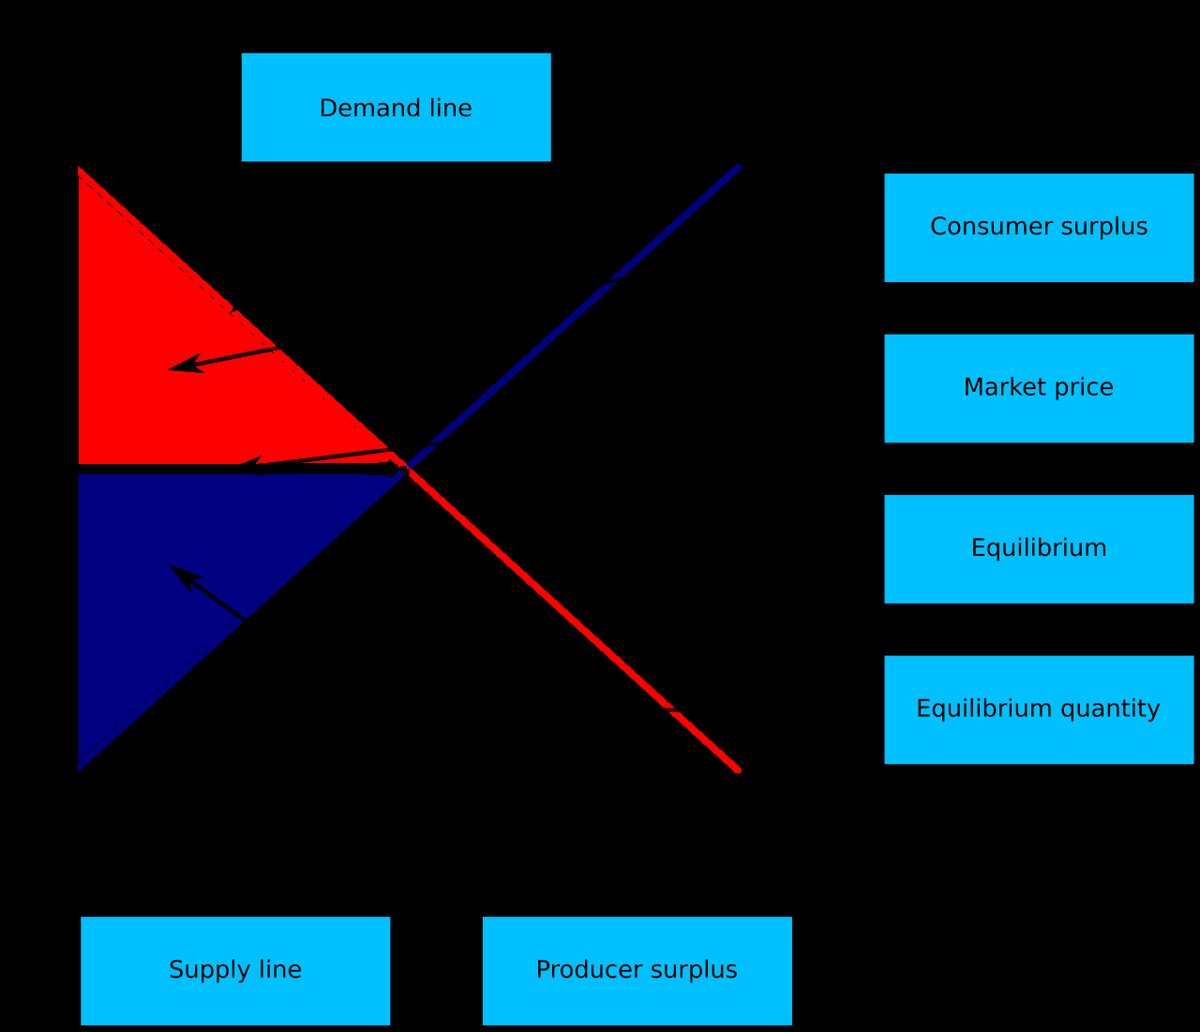 Demand line
Consumer surplus
Market price
Equilibrium
Equilibrium quantity
Supply line
Producer surplus